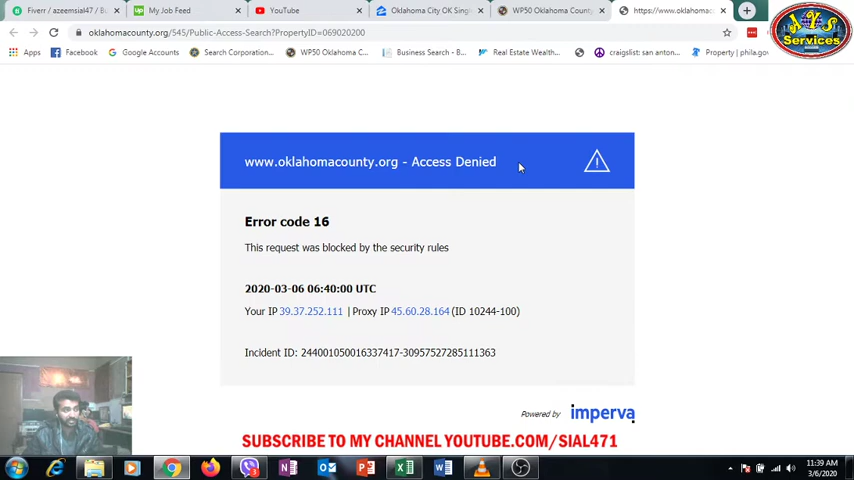 Fiverr / azeemsial47 / Bu
My Job Feed
YouTube
Oklahoma City OK Singl
WP50 Oklahoma County
https://www.oklahomac
oklahomacounty.org/545/Public-Access-Search?PropertyID=069020200
Apps
Facebook
Google Accounts
Search Corporation...
WP50 Oklahoma C...
Business Search - B...
Real Estate Wealth...
craigslist: san anton...
Property | phila.gov
JYS
Services
www.oklahomacounty.org - Access Denied
Error code 16
This request was blocked by the security rules
2020-03-06 06:40:00 UTC
Your IP 39.37.252.111 | Proxy IP 45.60.28.164 (ID 10244-100)
Incident ID: 244001050016337417-30957527285111363
Powered by imperva
SUBSCRIBE TO MY CHANNEL YOUTUBE.COM/SIAL471
11:39 AM
3/6/2020